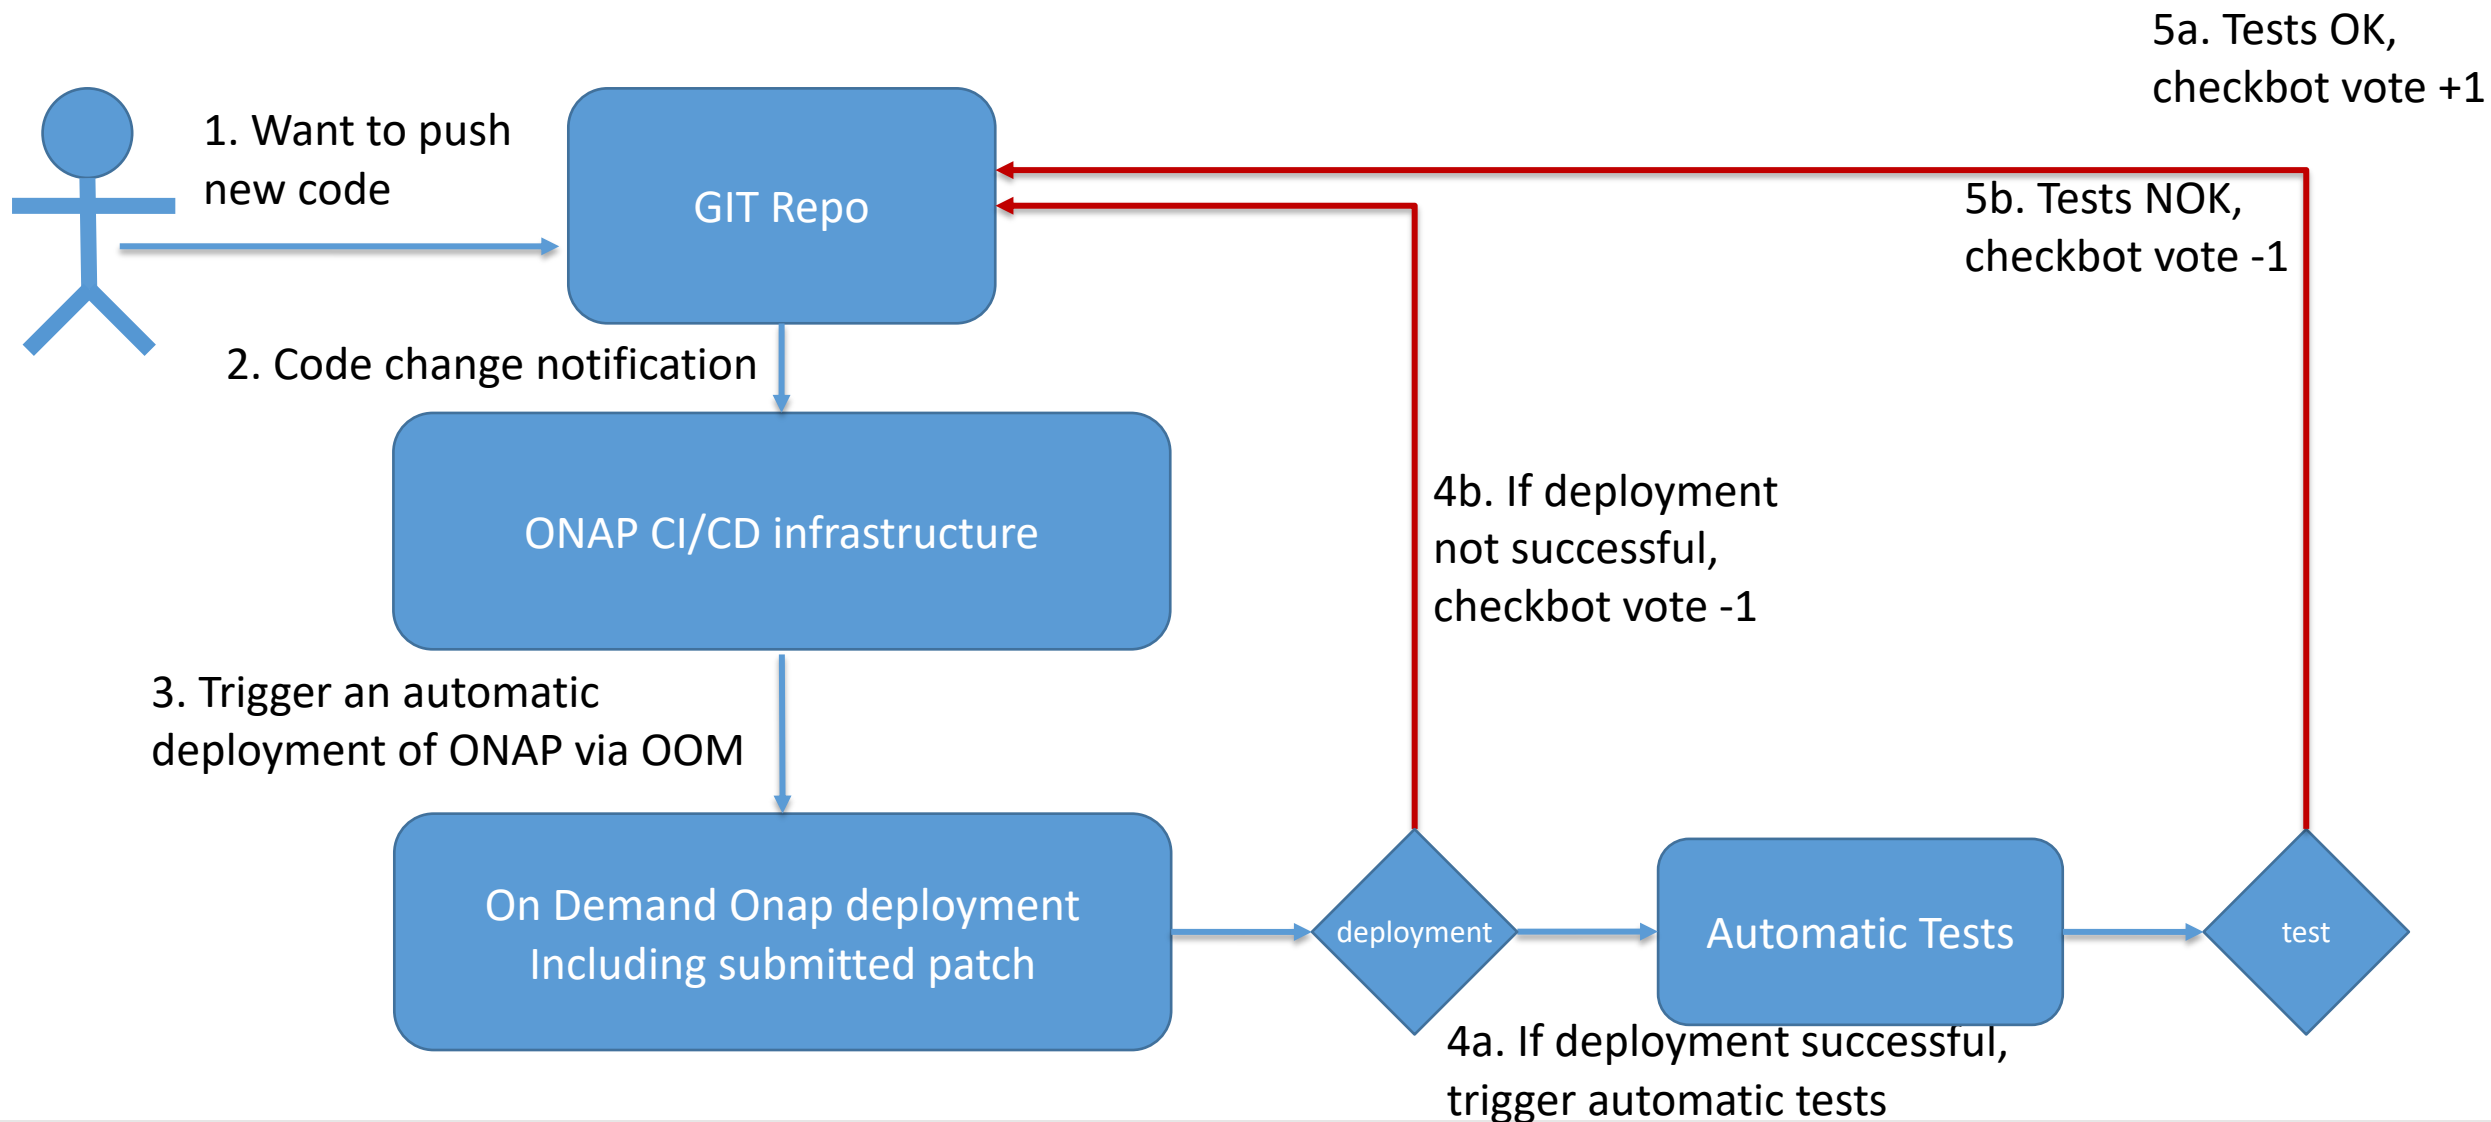 5a. Tests OK,
checkbot vote +1
1. Want to push
new code
GIT Repo
5b. Tests NOK,
checkbot vote -1
2. Code change notification
ONAP CI/CD infrastructure
4b. If deployment
not successful,
checkbot vote -1
3. Trigger an automatic
deployment of ONAP via OOM
On Demand Onap deployment
Including submitted patch
deployment
Automatic Tests
test
4a. If deployment successful,
trigger automatic tests